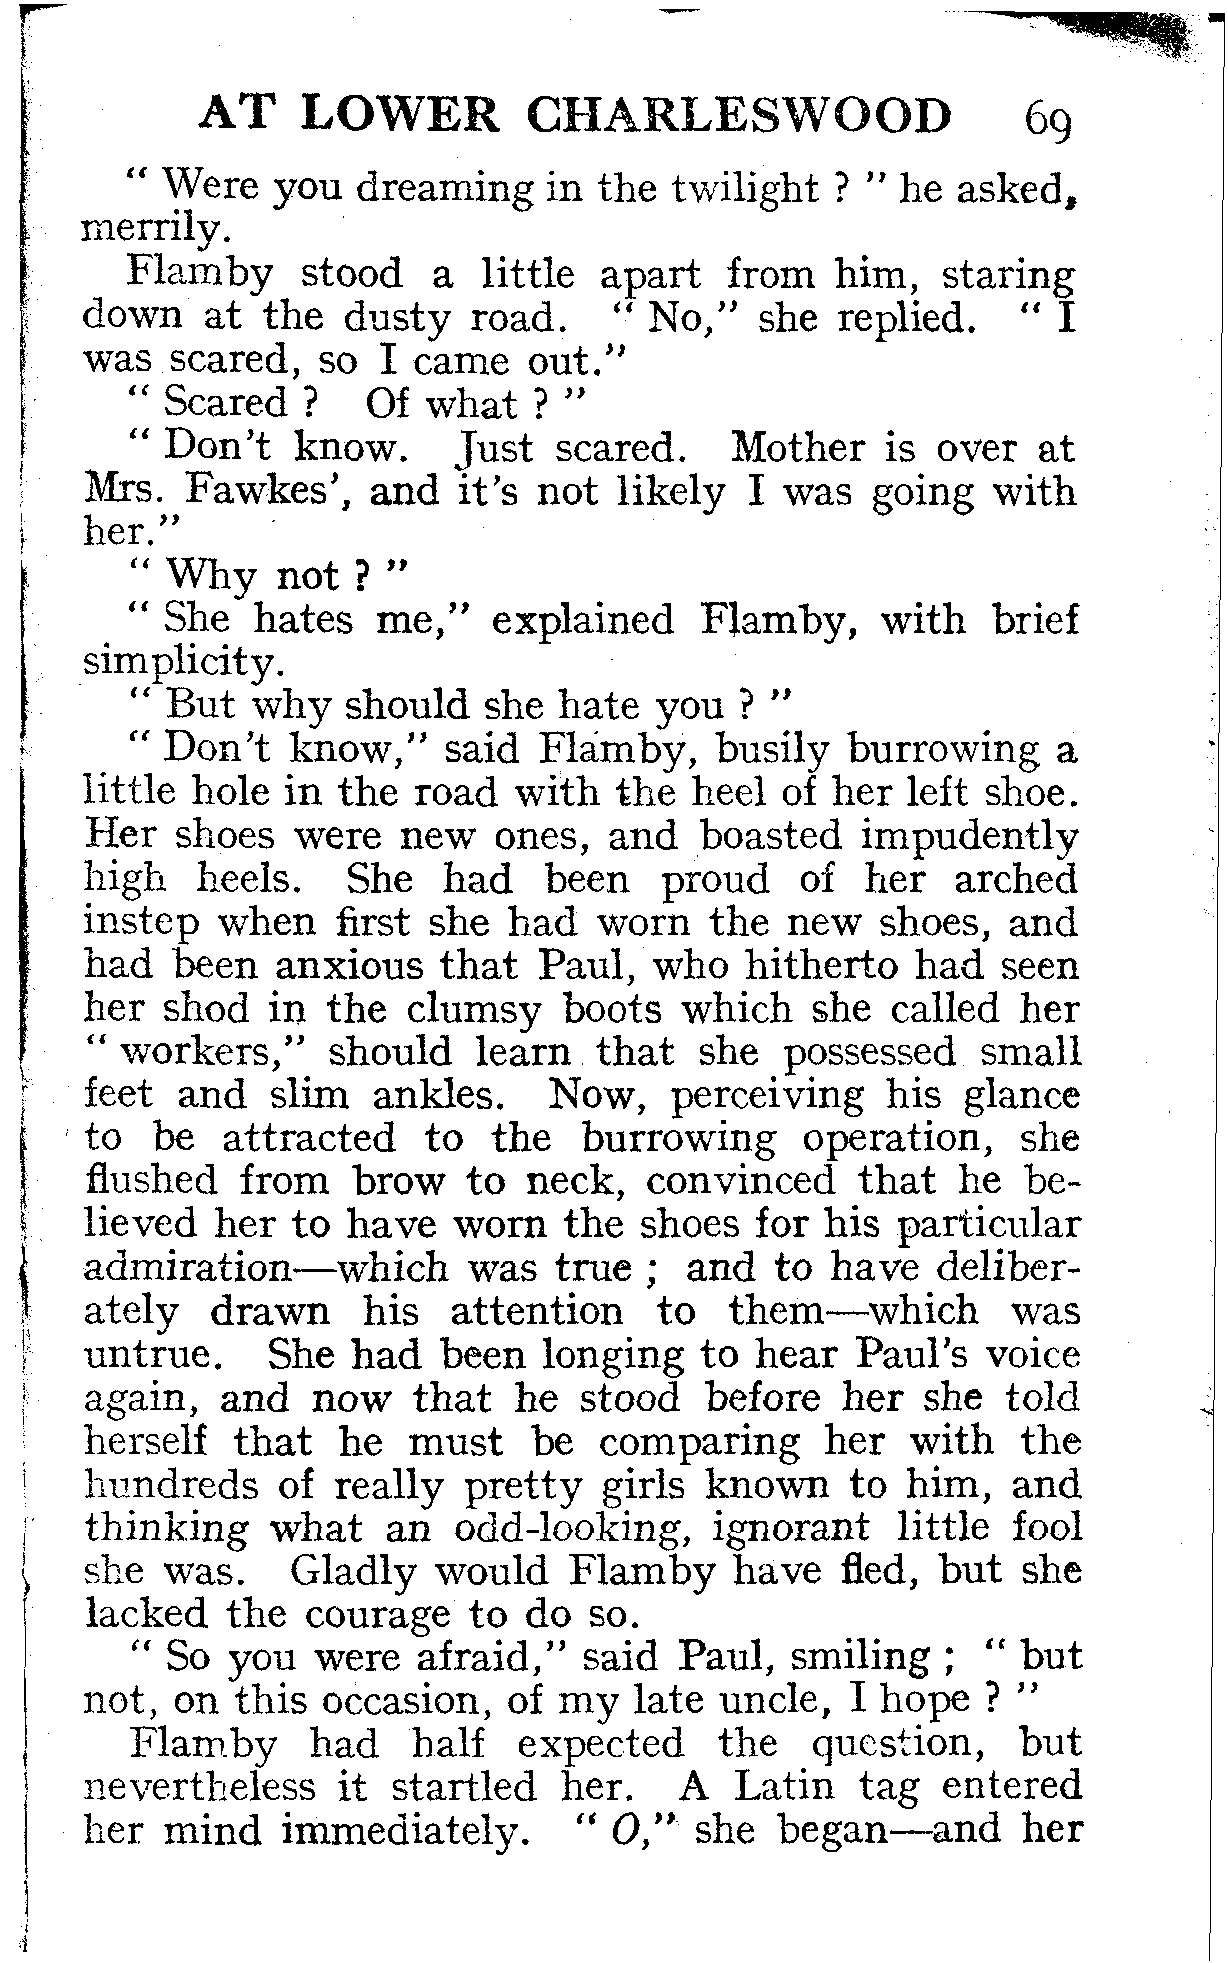 AT LOWER CHARLESWOOD 69
" Were you dreaming in the twilight ? " he asked,
merrily.
Flamby stood a little apart from him, staring
down at the dusty road. " No," she replied. " I
was scared, so I came out."
" Scared ? Of what ? "
" Don't know. Just scared. Mother is over at
Mrs. Fawkes', and it's not likely I was going with
her."
" Why not ? "
" She hates me," explained Flamby, with brief
simplicity.
" But why should she hate you ? "
" Don't know," said Flamby, busily burrowing a
little hole in the road with the heel of her left shoe.
Her shoes were new ones, and boasted impudently
high heels. She had been proud of her arched
instep when first she had worn the new shoes, and
had been anxious that Paul, who hitherto had seen
her shod in the clumsy boots which she called her
" workers," should learn that she possessed small
feet and slim ankles. Now, perceiving his glance
to be attracted to the burrowing operation, she
flushed from brow to neck, convinced that he be-
lieved her to have worn the shoes for his particular
admiration—which was true ; and to have deliber-
ately drawn his attention to them—which was
untrue. She had been longing to hear Paul's voice
again, and now that he stood before her she told
herself that he must be comparing her with the
hundreds of really pretty girls known to him, and
thinking what an odd-looking, ignorant little fool
she was. Gladly would Flamby have fled, but she
lacked the courage to do so.
" So you were afraid," said Paul, smiling ; " but
not, on this occasion, of my late uncle, I hope ? "
Flamby had half expected the question, but
nevertheless it startled her. A Latin tag entered
her mind immediately. " O," she began—and her